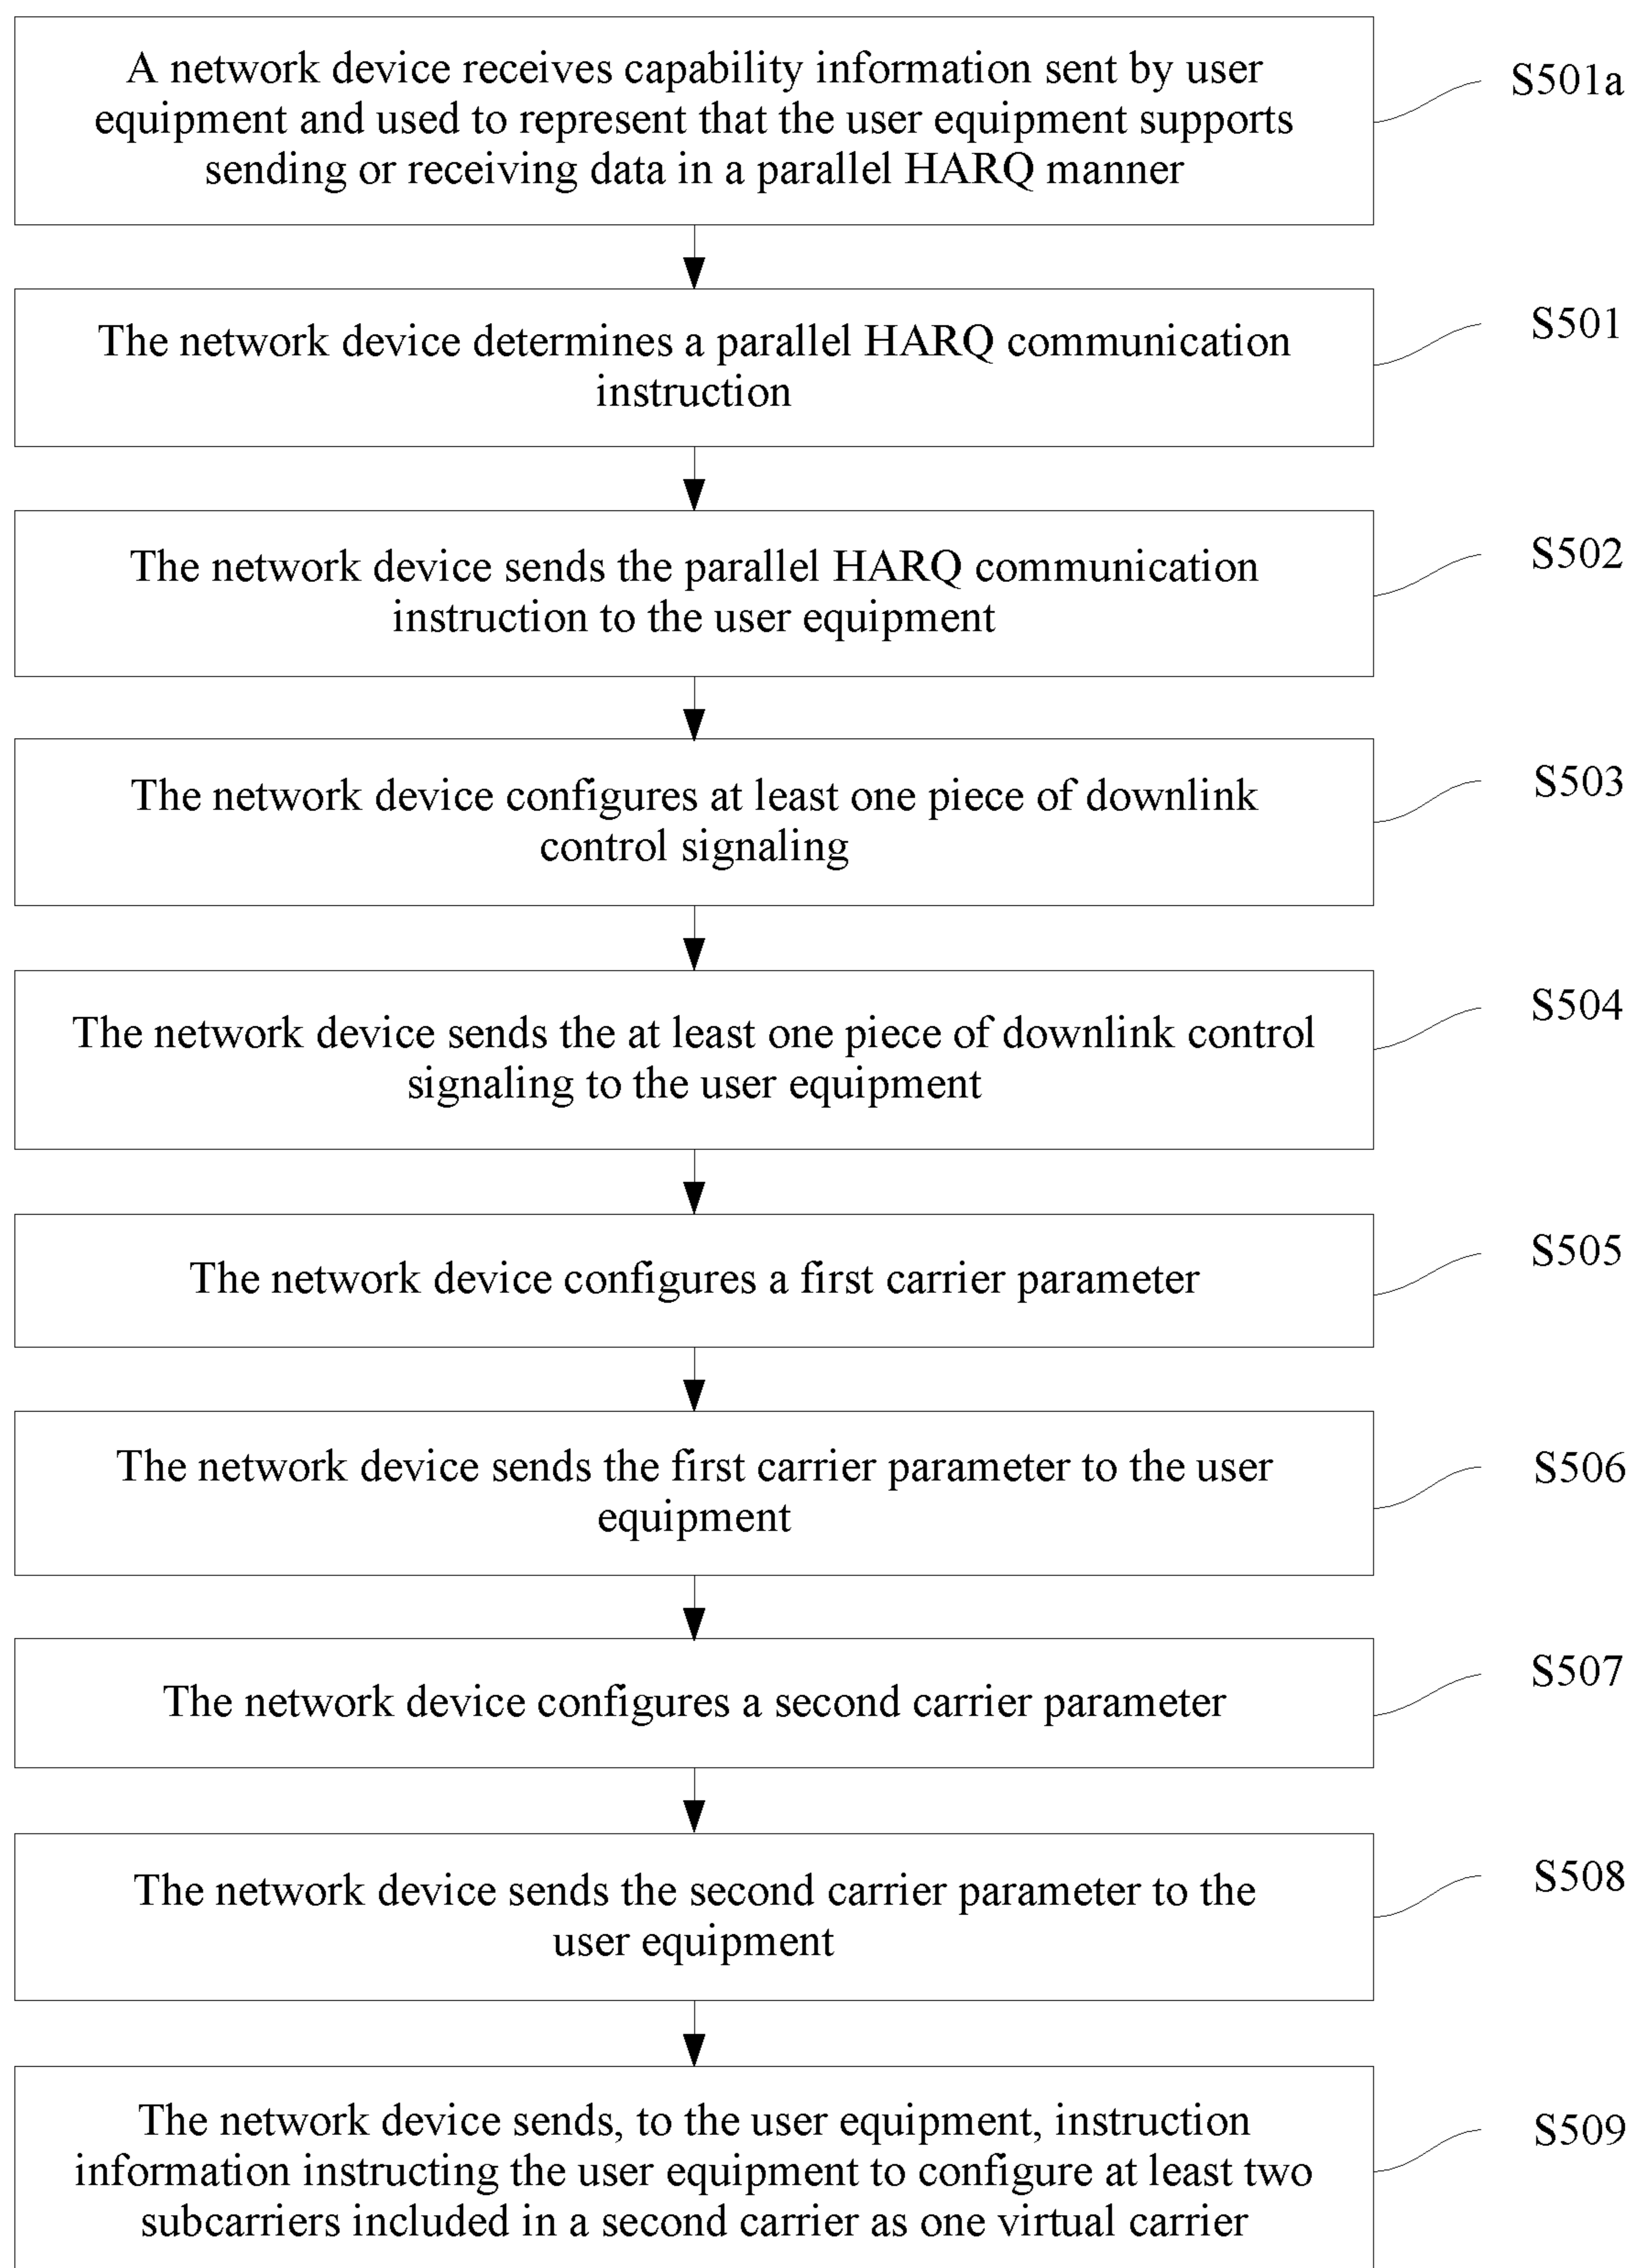 A network device receives capability information sent by user
equipment and used to represent that the user equipment supports
sending or receiving data in a parallel HARQ manner
S501a
The network device determines a parallel HARQ communication
instruction
S501
The network device sends the parallel HARQ communication
instruction to the user equipment
S502
The network device configures at least one piece of downlink
control signaling
S503
The network device sends the at least one piece of downlink control
signaling to the user equipment
S504
The network device configures a first carrier parameter
S505
The network device sends the first carrier parameter to the user
equipment
S506
The network device configures a second carrier parameter
S507
The network device sends the second carrier parameter to the
user equipment
S508
The network device sends, to the user equipment, instruction
information instructing the user equipment to configure at least two
subcarriers included in a second carrier as one virtual carrier
S509